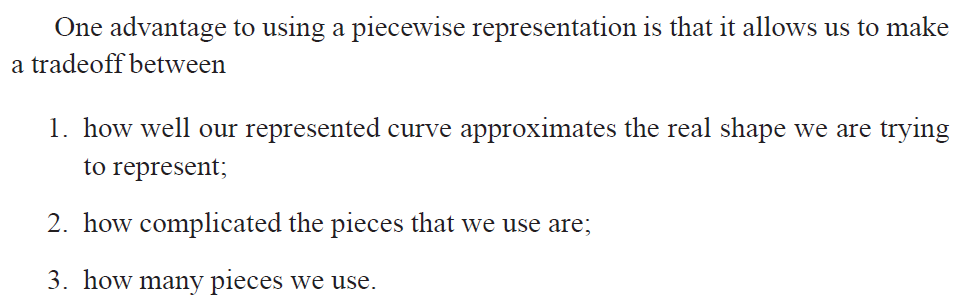 One advantage to using a piecewise representation is that it allows us to make
a tradeoff between
1. how well our represented curve approximates the real shape we are trying
to represent;
2. how complicated the pieces that we use are;
3. how many pieces we use.